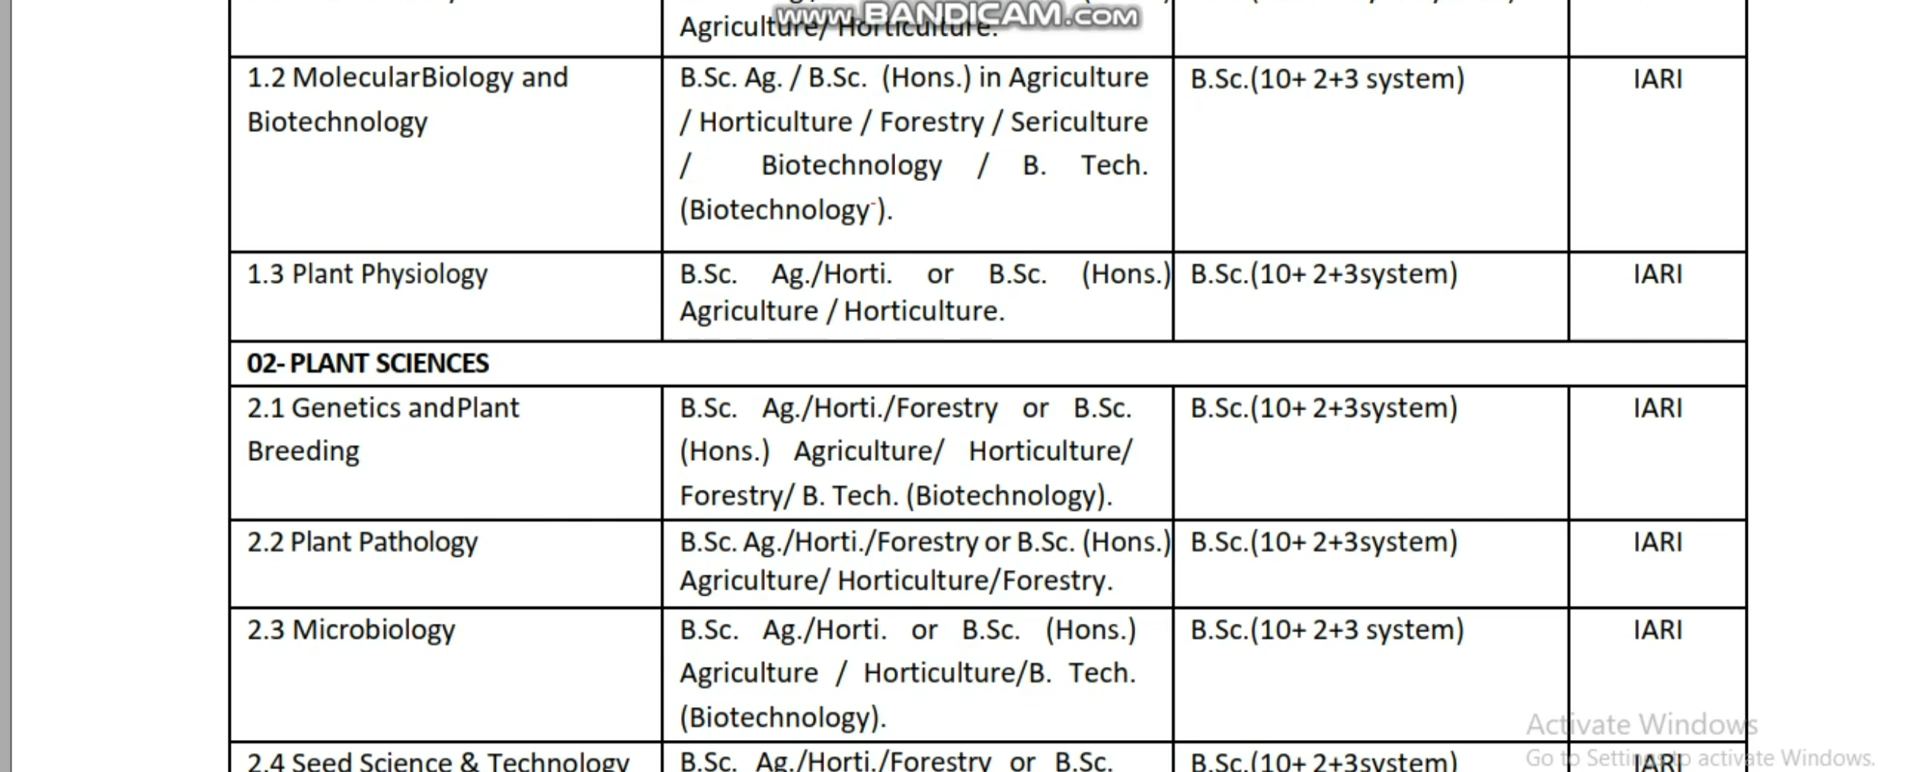 www.BANDICAM.com
Agriculture/ Horticulture.
1.2 MolecularBiology and
Biotechnology
B.Sc. Ag. / B.Sc. (Hons.) in Agriculture
/ Horticulture / Forestry / Sericulture
/ Biotechnology / B. Tech.
(Biotechnology-).
B.Sc.(10+ 2+3 system)
IARI
1.3 Plant Physiology
B.Sc. Ag./Horti. or B.Sc. (Hons.)
Agriculture / Horticulture.
B.Sc.(10+ 2+3system)
IARI
02- PLANT SCIENCES
2.1 Genetics andPlant
Breeding
B.Sc. Ag./Horti./Forestry or B.Sc.
(Hons.) Agriculture/ Horticulture/
Forestry/ B. Tech. (Biotechnology).
B.Sc.(10+ 2+3system)
IARI
2.2 Plant Pathology
B.Sc. Ag./Horti./Forestry or B.Sc. (Hons.)
Agriculture/ Horticulture/Forestry.
B.Sc.(10+ 2+3system)
IARI
2.3 Microbiology
B.Sc. Ag./Horti. or B.Sc. (Hons.)
Agriculture / Horticulture/B. Tech.
(Biotechnology).
B.Sc.(10+ 2+3 system)
IARI
2.4 Seed Science & Technology
B.Sc. Ag./Horti./Forestry or B.Sc.
B.Sc.(10+ 2+3system)
IARI
Activate Windows
Go to Settings to activate Windows.